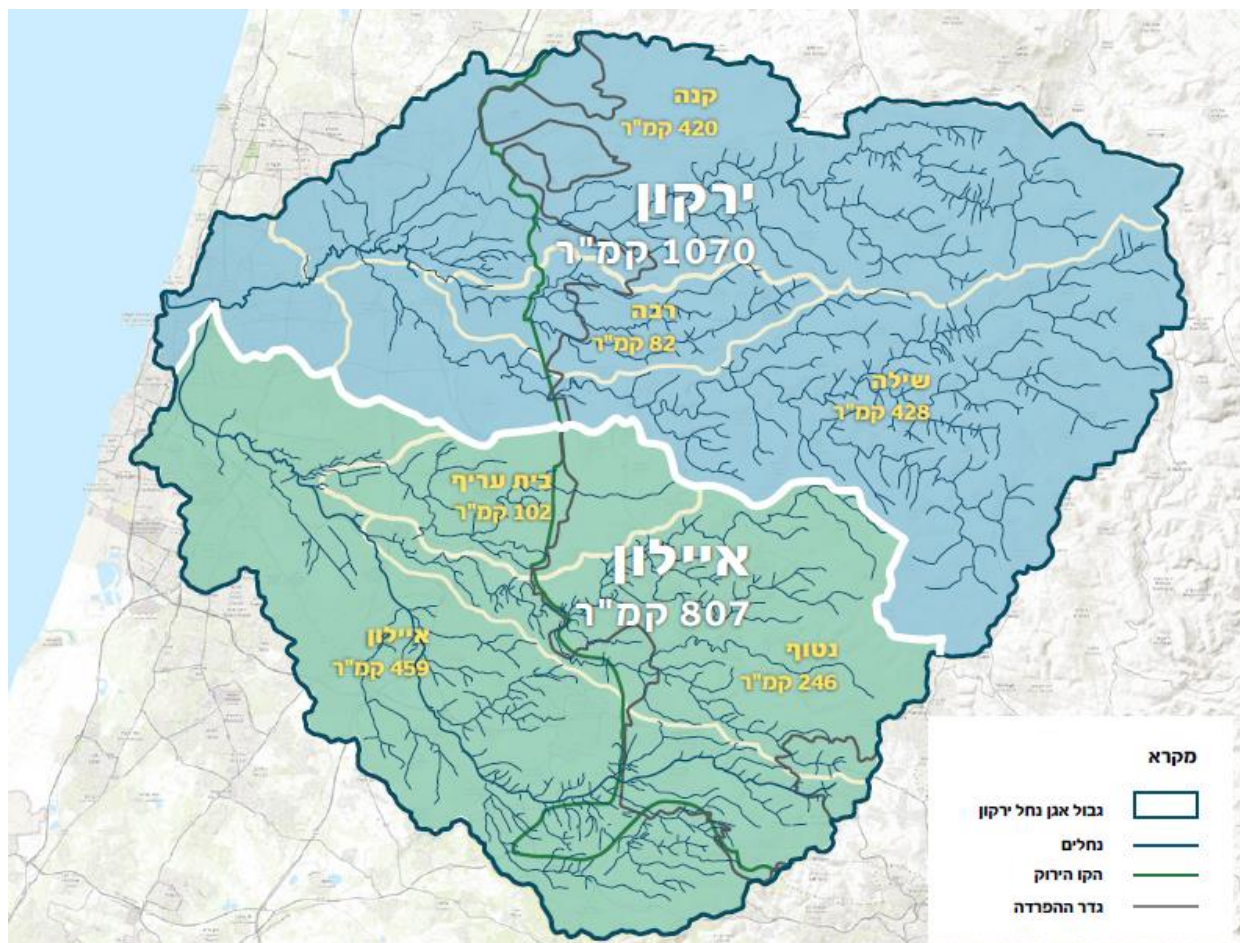 קנה
420 קמ"ר
ירקון
1070 קמ"ר
רבה
82 קמ"ר
שילה
428 קמ"ר
בית עריף
102 קמ"ר
איילון
807 קמ"ר
איילון
459 קמ"ר
נטוף
246 קמ"ר
מקרא
גבול אגן נחל ירקון
נחלים
הקו הירוק
גדר ההפרדה